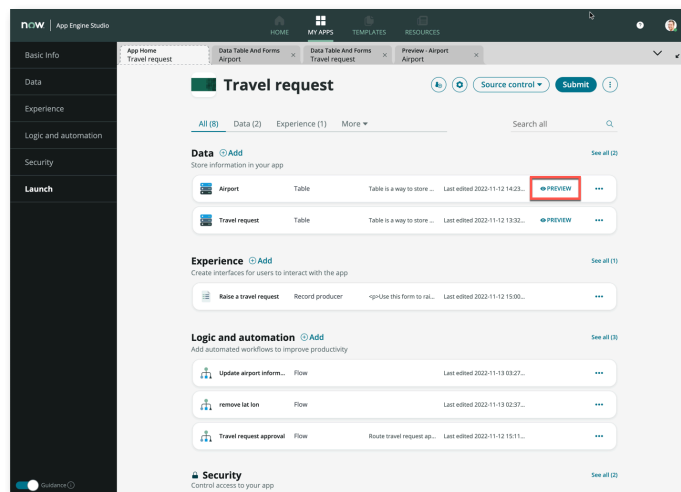 now. App Engine Studio
HOME
MY APPS
TEMPLATES
RESOURCES
Basic Info
Data
Experience
Logic and automation
Security
Launch
Guidance
App Home
Travel request
Data Table And Forms
Airport
Data Table And Forms
Travel request
Preview - Airport
Airport
Travel request
Source control
Submit
All (8) Data (2) Experience (1) More
Search all
Data Add See all (2)
Store information in your app
Airport Table Table is a way to store ... Last edited 2022-11-12 14:23... PREVIEW
Travel request Table Table is a way to store ... Last edited 2022-11-12 13:32... PREVIEW
Experience Add See all (1)
Create interfaces for users to interact with the app
Raise a travel request Record producer <p>Use this form to rai... Last edited 2022-11-12 15:00...
Logic and automation Add See all (3)
Add automated workflows to improve productivity
Update airport inform... Flow Last edited 2022-11-13 03:27...
remove lat lon Flow Last edited 2022-11-13 02:37...
Travel request approval Flow Route travel request ap... Last edited 2022-11-12 15:11...
Security See all (2)
Control access to your app